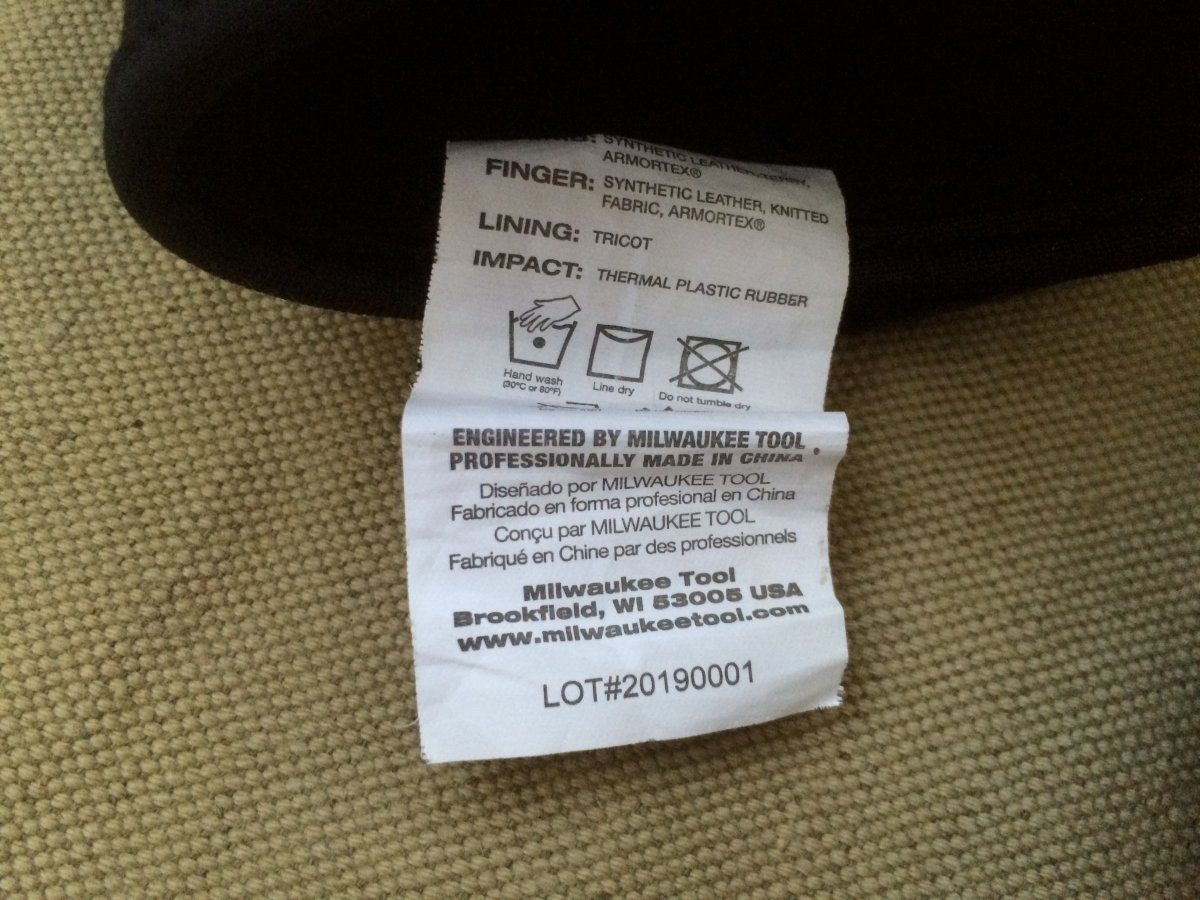 SYNTHETIC LEATHER, TERRY,
ARMORTEX®
FINGER: SYNTHETIC LEATHER, KNITTED
FABRIC, ARMORTEX®
LINING: TRICOT
IMPACT: THERMAL PLASTIC RUBBER
Hand wash
(30°C or 80°F)
Line dry
Do not tumble dry
ENGINEERED BY MILWAUKEE TOOL
PROFESSIONALLY MADE IN CHINA
Diseñado por MILWAUKEE TOOL
Fabricado en forma profesional en China
Conçu par MILWAUKEE TOOL
Fabriqué en Chine par des professionnels
Milwaukee Tool
Brookfield, WI 53005 USA
www.milwaukeetool.com
LOT#20190001